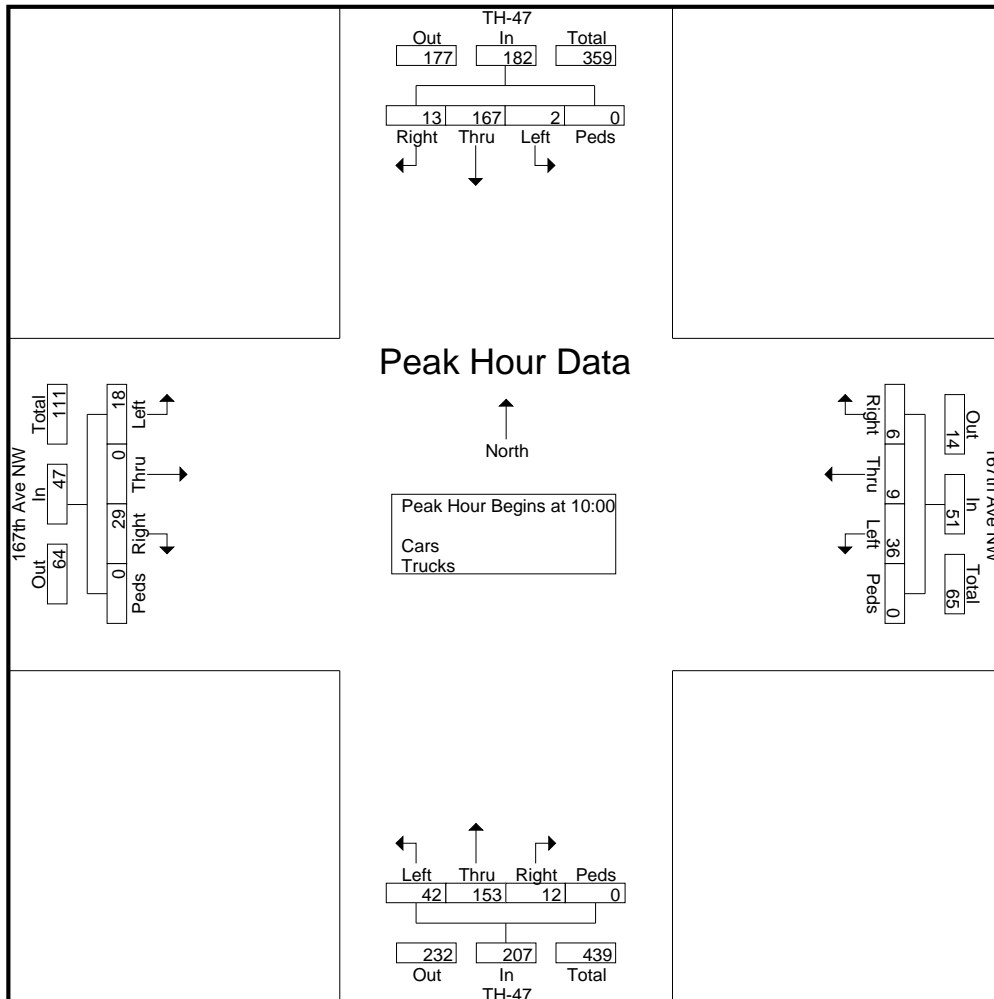 TH-47
Out In Total
177 182 359
13 167 2 0
Right Thru Left Peds
Peak Hour Data
North
Peak Hour Begins at 10:00
Cars
Trucks
167th Ave NW
Total In Out
111 47 64
18 0 29 0
Left Thru Right Peds
167th Ave NW
Out In Total
14 51 65
6 9 36 0
Right Thru Left Peds
Left Thru Right Peds
42 153 12 0
232 207 439
Out In Total
TH-47